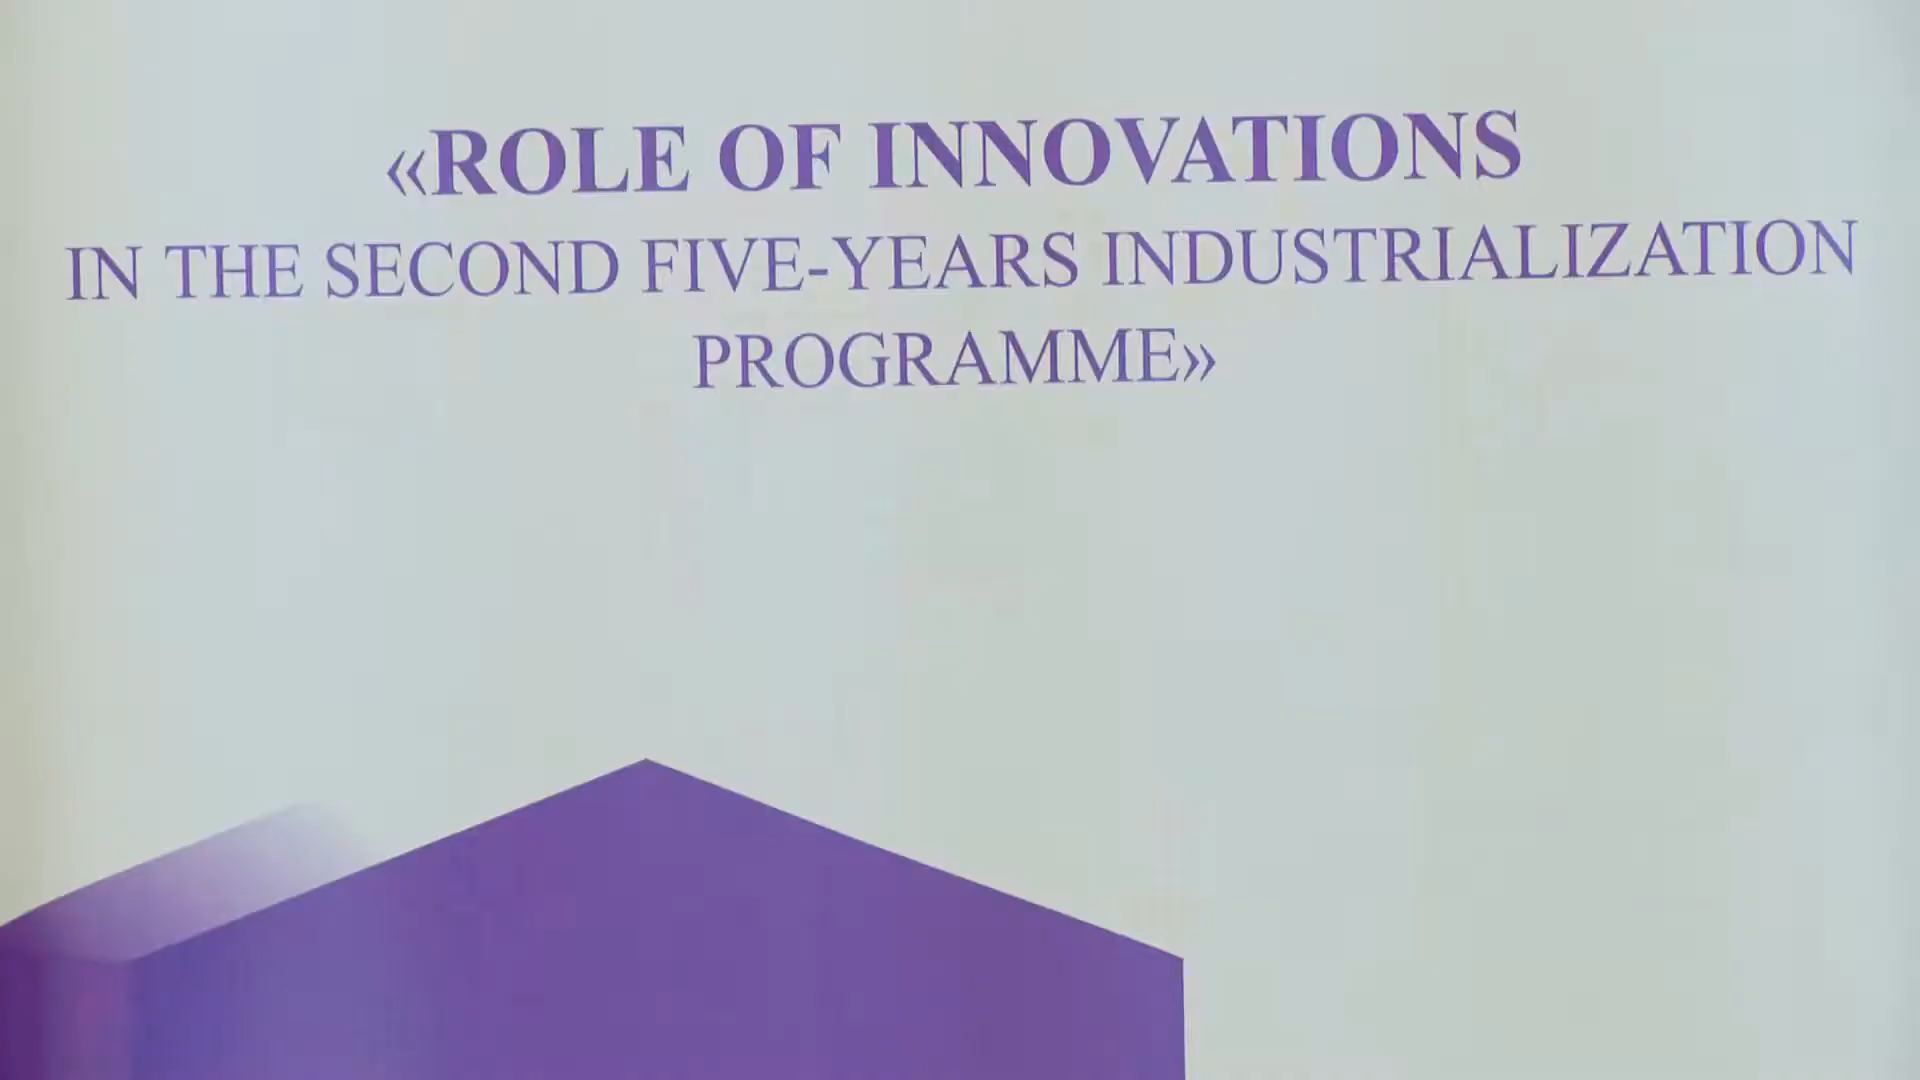 «ROLE OF INNOVATIONS
IN THE SECOND FIVE-YEARS INDUSTRIALIZATION
PROGRAMME»